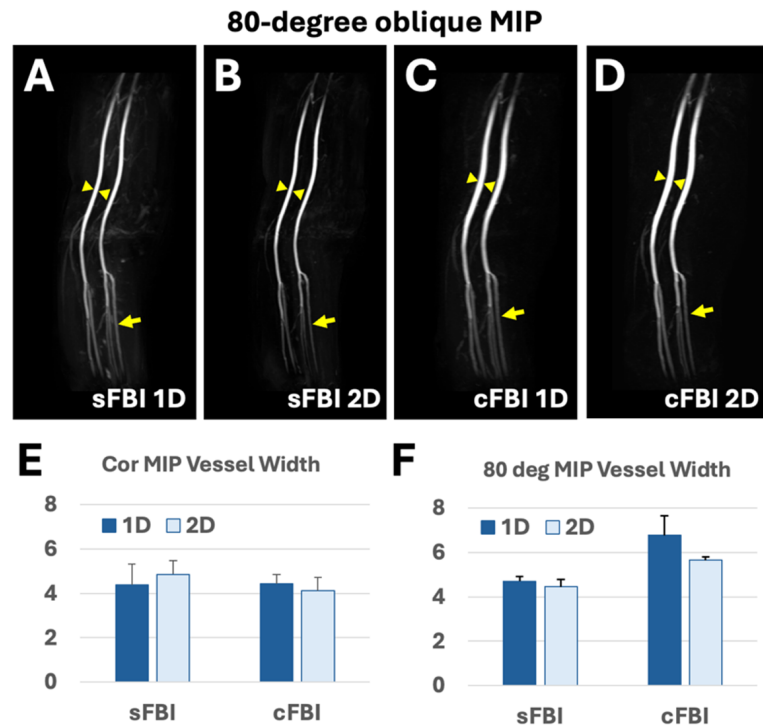 80-degree oblique MIP
A B C D
sFBI 1D sFBI 2D cFBI 1D cFBI 2D
E Cor MIP Vessel Width
8
1D 2D
6
4
2
0
sFBI cFBI
F 80 deg MIP Vessel Width
8
1D 2D
6
4
2
0
sFBI cFBI